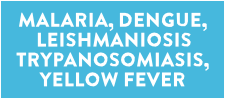 MALARIA, DENGUE,
LEISHMANIOSIS
TRYPANOSOMIASIS,
YELLOW FEVER